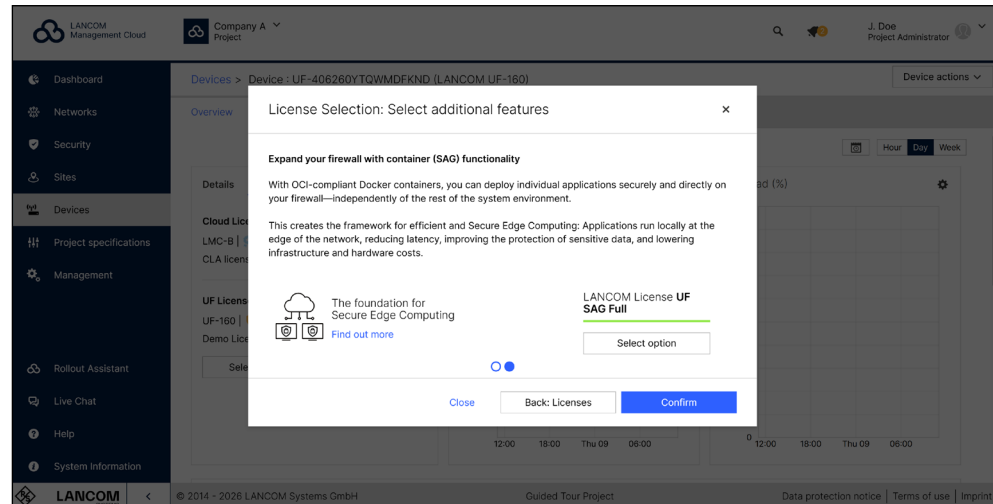 LANCOM
Management Cloud
Company A
Project
2
J. Doe
Project Administrator
Dashboard
Networks
Security
Sites
Devices
Project specifications
Management
Rollout Assistant
Live Chat
Help
System Information
LANCOM
Devices > Device : UF-406260YTQWMDFKND (LANCOM UF-160)
Device actions
Overview
Hour Day Week
Details
Cloud Lice
LMC-B |
CLA licens
UF License
UF-160 |
Demo Lice
Sele
License Selection: Select additional features
Expand your firewall with container (SAG) functionality
With OCI-compliant Docker containers, you can deploy individual applications securely and directly on
your firewall—independently of the rest of the system environment.
This creates the framework for efficient and Secure Edge Computing: Applications run locally at the
edge of the network, reducing latency, improving the protection of sensitive data, and lowering
infrastructure and hardware costs.
The foundation for
Secure Edge Computing
Find out more
LANCOM License UF
SAG Full
Select option
Close
Back: Licenses
Confirm
ad (%)
12:00 18:00 Thu 09 06:00
0
12:00 18:00 Thu 09 06:00
© 2014 - 2026 LANCOM Systems GmbH
Guided Tour Project
Data protection notice | Terms of use | Imprint